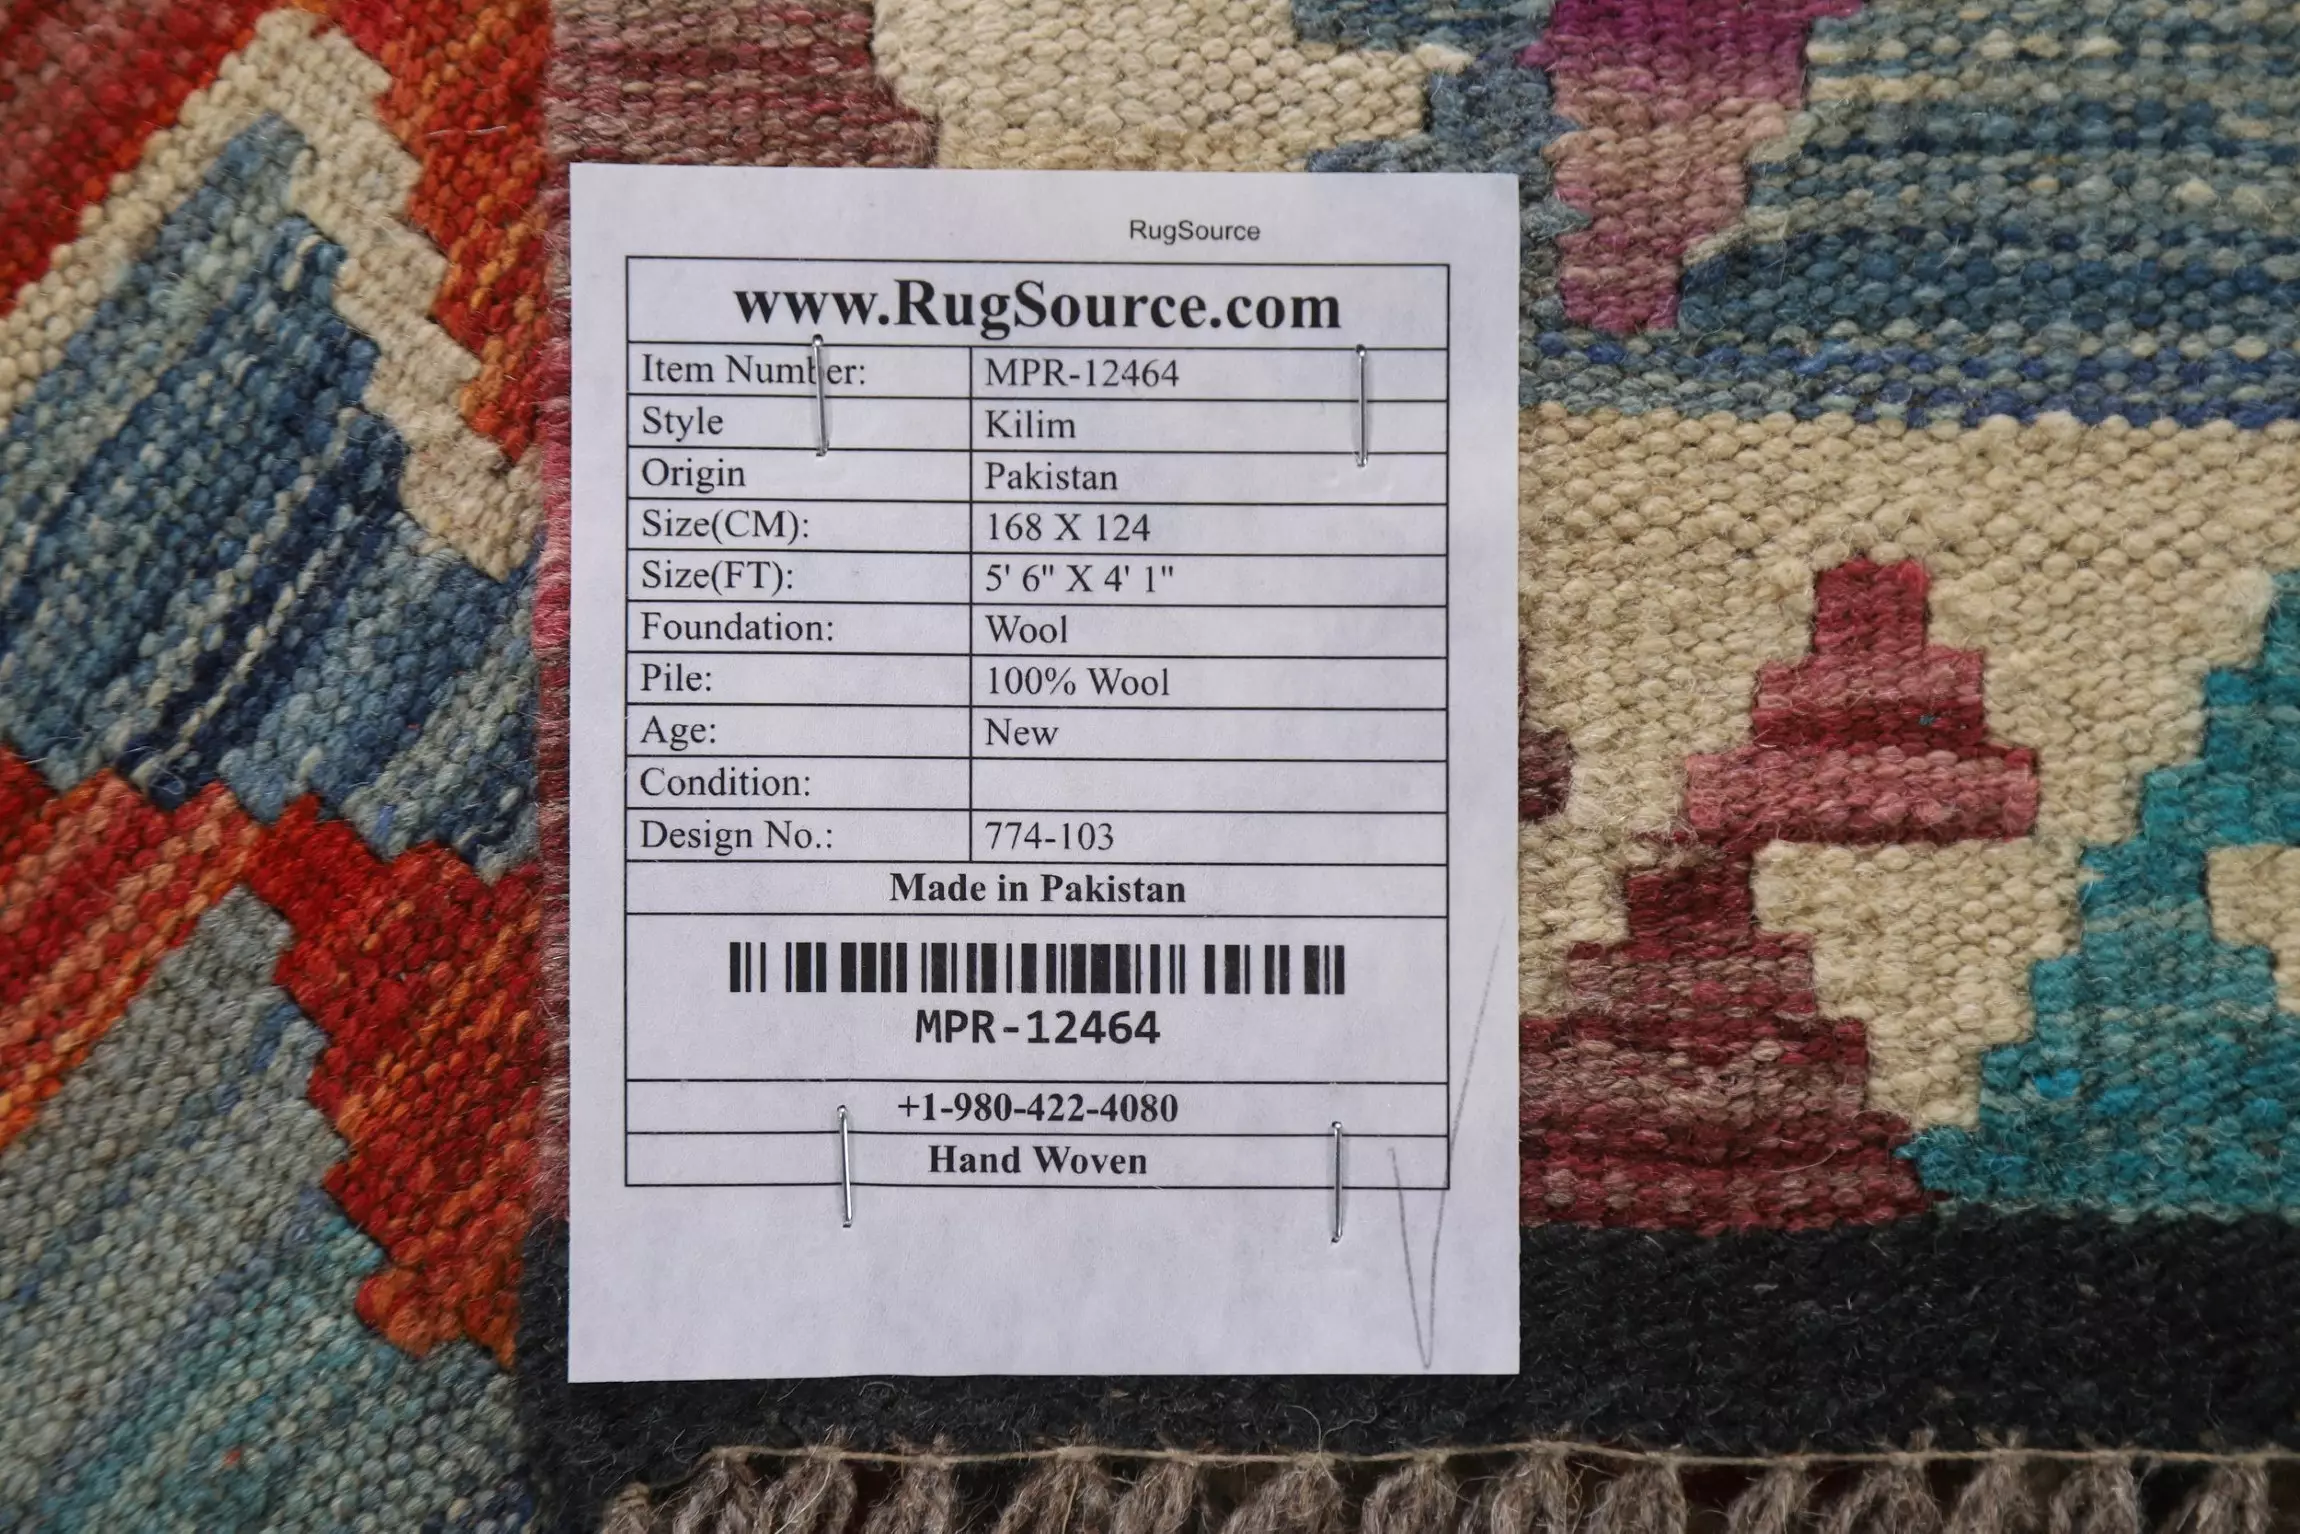 RugSource
www.RugSource.com
Item Number: MPR-12464
Style Kilim
Origin Pakistan
Size(CM): 168 X 124
Size(FT): 5' 6" X 4' 1"
Foundation: Wool
Pile: 100% Wool
Age: New
Condition:
Design No.: 774-103
Made in Pakistan
MPR-12464
+1-980-422-4080
Hand Woven